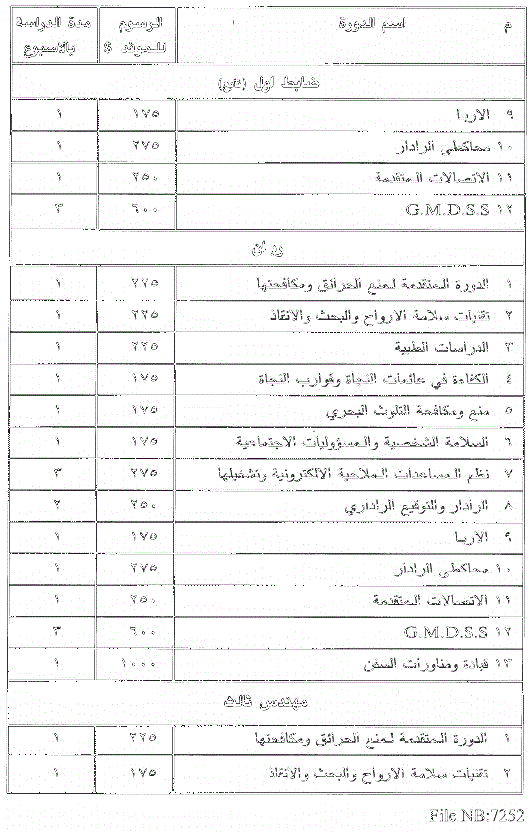 م اسم الدورة الرسوم للمونث $ مدة الدراسة بالاسبوع
ضابط اول (تابع)
٩ الاربا ١٧٥ ١
١٠ محاكطي الرادار ٢٧٥ ١
١١ الاتصالات المتقدمة ٢٥٠ ١
١٢ G.M.D.S.S ٦٠٠ ٣
ربان
١ الدورة المتقدمة لمنع الحرائق ومكافحتها ٢٢٥ ١
٢ تقنيات سلامة الارواح والبحث والانقاذ ٢٢٥ ١
٣ الدراسات الطبية ٢٢٥ ١
٤ الكفاءة في عائمات النجاة وقوارب النجاة ١٧٥ ١
٥ منع ومكافحة التلوث البحري ١٧٥ ١
٦ السلامة الشخصية والمسؤوليات الاجتماعية ١٧٥ ١
٧ نظم المساعدات الملاحية الالكترونية وتشغيلها ٢٧٥ ٣
٨ الرادار والتوقيع الراداري ٢٥٠ ٢
٩ الاربا ١٧٥ ١
١٠ محاكطي الرادار ٢٧٥ ١
١١ الاتصالات المتقدمة ٢٥٠ ١
١٢ G.M.D.S.S ٦٠٠ ٣
١٣ قيادة ومناورات السفن ١٠٠٠ ١
مهندس ثالث
١ الدورة المتقدمة لمنع الحرائق ومكافحتها ٢٢٥ ١
٢ تقنيات سلامة الارواح والبحث والانقاذ ١٧٥ ١
File NB:7252